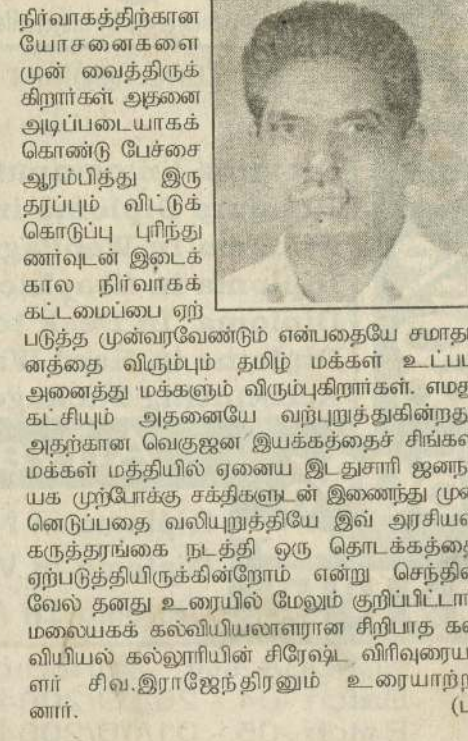 நிர்வாகத்திற்கான
யோசனைகளை
முன் வைத்திருக்
கிறார்கள் அதனை
அடிப்படையாகக்
கொண்டு பேச்சை
ஆரம்பித்து இரு
தரப்பும் விட்டுக்
கொடுப்பு புரிந்து
ணர்வுடன் இடைக்
கால நிர்வாகக்
கட்டமைப்பை ஏற்
படுத்த முன்வரவேண்டும் என்பதையே சமாதா
னத்தை விரும்பும் தமிழ் மக்கள் உட்பட
அனைத்து மக்களும் விரும்புகிறார்கள். எமது
கட்சியும் அதனையே வற்புறுத்துகின்றது.
அதற்கான வெகுஜன இயக்கத்தைச் சிங்கள
மக்கள் மத்தியில் ஏனைய இடதுசாரி ஜனநா
யக முற்போக்கு சக்திகளுடன் இணைந்து முன்
னெடுப்பதை வலியுறுத்தியே இவ் அரசியல்
கருத்தரங்கை நடத்தி ஒரு தொடக்கத்தை
ஏற்படுத்தியிருக்கின்றோம் என்று செந்தில்
வேல் தனது உரையில் மேலும் குறிப்பிட்டார்.
மலையகக் கல்வியியலாளரான சிறிபாத கல்
வியியல் கல்லூரியின் சிரேஷ்ட விரிவுரையா
ளர் சிவ.இராஜேந்திரனும் உரையாற்றி
னார்.